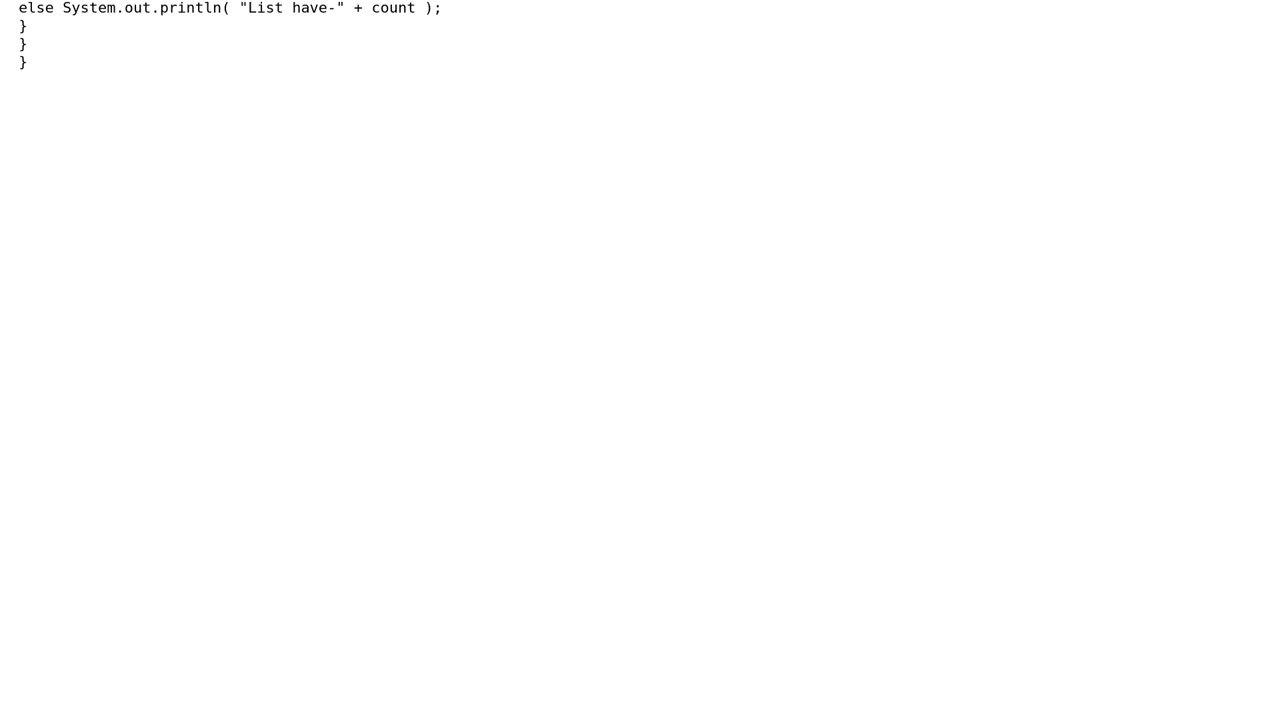 else System.out.println( "List have-" + count );
}
}
}